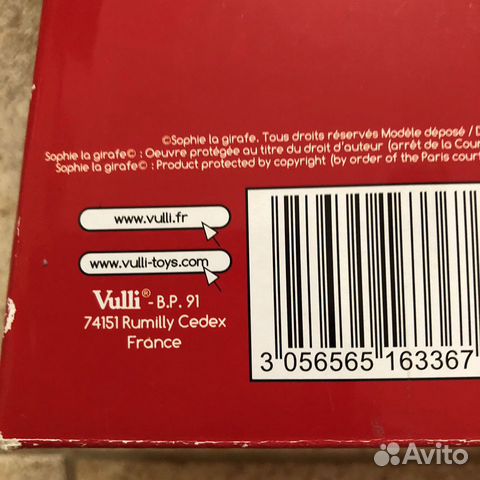 ©Sophie la girafe. Tous droits réservés Modèle déposé / D
Sophie la girafe© : Oeuvre protégée au titre du droit d'auteur (arrêt de la Cour
Sophie la girafe© : Product protected by copyright (by order of the Paris court
www.vulli.fr
www.vulli-toys.com
Vulli® - B.P. 91
74151 Rumilly Cedex
France
3 056565 163367
Avito